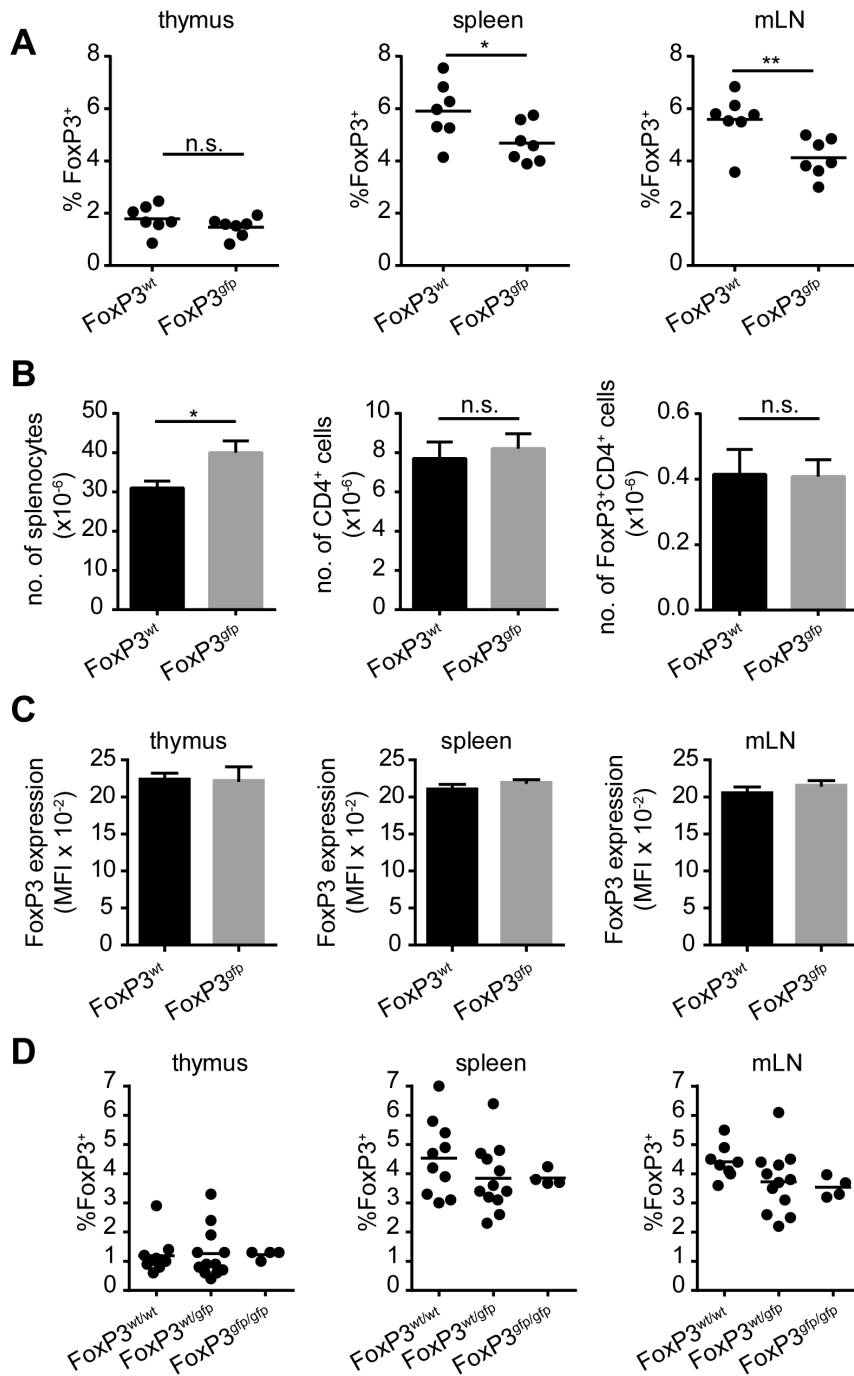 A
thymus
% FoxP3⁺
8
6
4
2
0
n.s.
FoxP3ʷᵗ
FoxP3ᵍᶠᵖ
spleen
%FoxP3⁺
8
6
4
2
0
*
FoxP3ʷᵗ
FoxP3ᵍᶠᵖ
mLN
%FoxP3⁺
8
6
4
2
0
**
FoxP3ʷᵗ
FoxP3ᵍᶠᵖ
B
no. of splenocytes
(x10⁻⁶)
50
40
30
20
10
0
*
FoxP3ʷᵗ
FoxP3ᵍᶠᵖ
no. of CD4⁺ cells
(x10⁻⁶)
10
8
6
4
2
0
n.s.
FoxP3ʷᵗ
FoxP3ᵍᶠᵖ
no. of FoxP3⁺CD4⁺ cells
(x10⁻⁶)
0.6
0.4
0.2
0.0
n.s.
FoxP3ʷᵗ
FoxP3ᵍᶠᵖ
C
thymus
FoxP3 expression
(MFI x 10⁻²)
25
20
15
10
5
0
FoxP3ʷᵗ
FoxP3ᵍᶠᵖ
spleen
FoxP3 expression
(MFI x 10⁻²)
25
20
15
10
5
0
FoxP3ʷᵗ
FoxP3ᵍᶠᵖ
mLN
FoxP3 expression
(MFI x 10⁻²)
25
20
15
10
5
0
FoxP3ʷᵗ
FoxP3ᵍᶠᵖ
D
thymus
%FoxP3⁺
7
6
5
4
3
2
1
0
FoxP3ʷᵗ/ʷᵗ
FoxP3ʷᵗ/ᵍᶠᵖ
FoxP3ᵍᶠᵖ/ᵍᶠᵖ
spleen
%FoxP3⁺
7
6
5
4
3
2
1
0
FoxP3ʷᵗ/ʷᵗ
FoxP3ʷᵗ/ᵍᶠᵖ
FoxP3ᵍᶠᵖ/ᵍᶠᵖ
mLN
%FoxP3⁺
7
6
5
4
3
2
1
0
FoxP3ʷᵗ/ʷᵗ
FoxP3ʷᵗ/ᵍᶠᵖ
FoxP3ᵍᶠᵖ/ᵍᶠᵖ